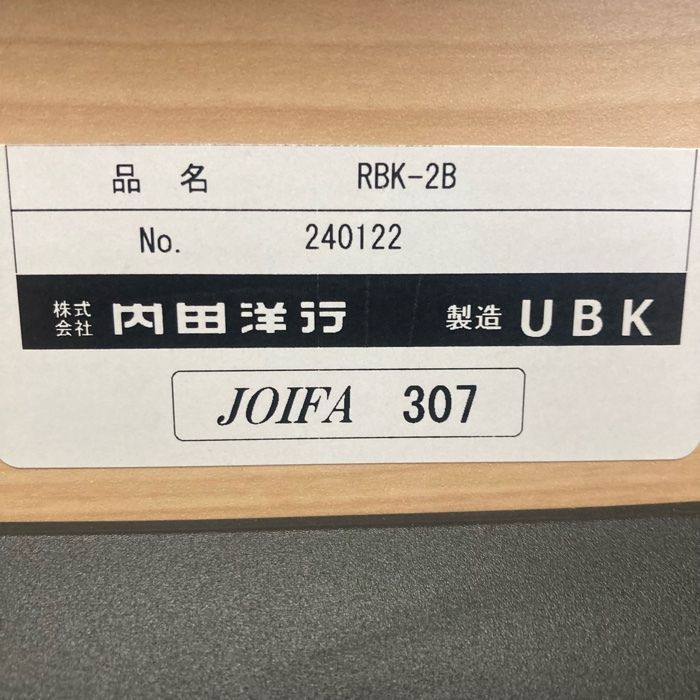 品 名 RBK-2B
No. 240122
株式会社 内田洋行 製造 UBK
JOIFA 307